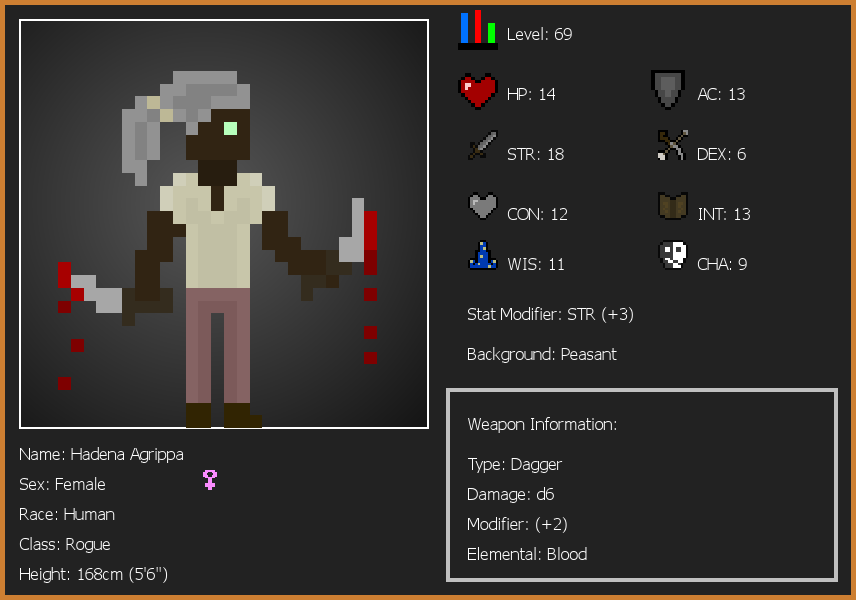 Level: 69
HP: 14
AC: 13
STR: 18
DEX: 6
CON: 12
INT: 13
WIS: 11
CHA: 9
Stat Modifier: STR (+3)
Background: Peasant
Weapon Information:
Type: Dagger
Damage: d6
Modifier: (+2)
Elemental: Blood
Name: Hadena Agrippa
Sex: Female
Race: Human
Class: Rogue
Height: 168cm (5'6")